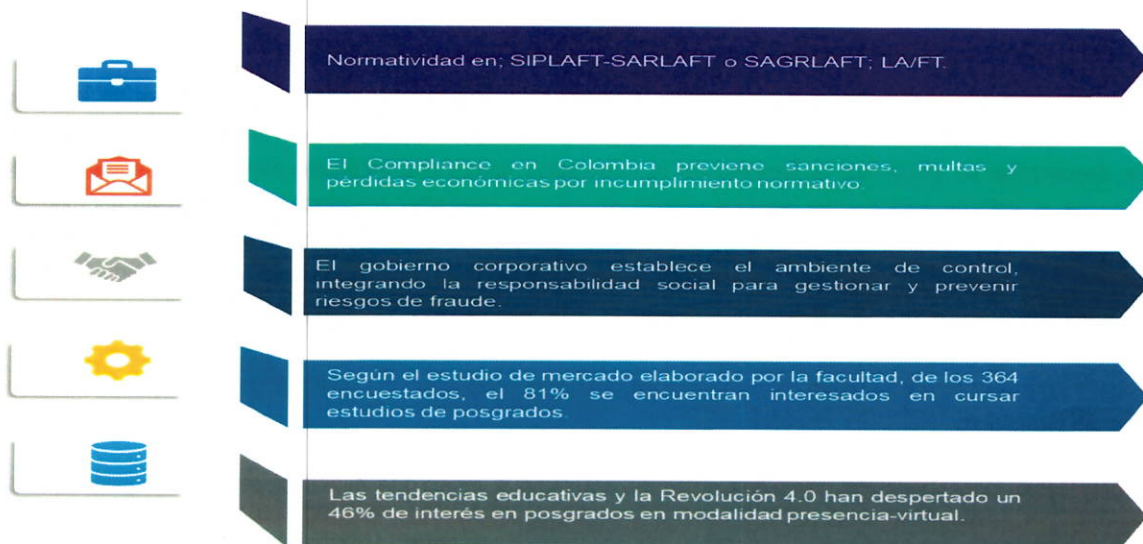 Normatividad en; SIPLAFT-SARLAFT o SAGRLAFT; LA/FT.
El Compliance en Colombia previene sanciones, multas y
pérdidas económicas por incumplimiento normativo.
El gobierno corporativo establece el ambiente de control,
integrando la responsabilidad social para gestionar y prevenir
riesgos de fraude.
Según el estudio de mercado elaborado por la facultad, de los 364
encuestados, el 81% se encuentran interesados en cursar
estudios de posgrados.
Las tendencias educativas y la Revolución 4.0 han despertado un
46% de interés en posgrados en modalidad presencia-virtual.